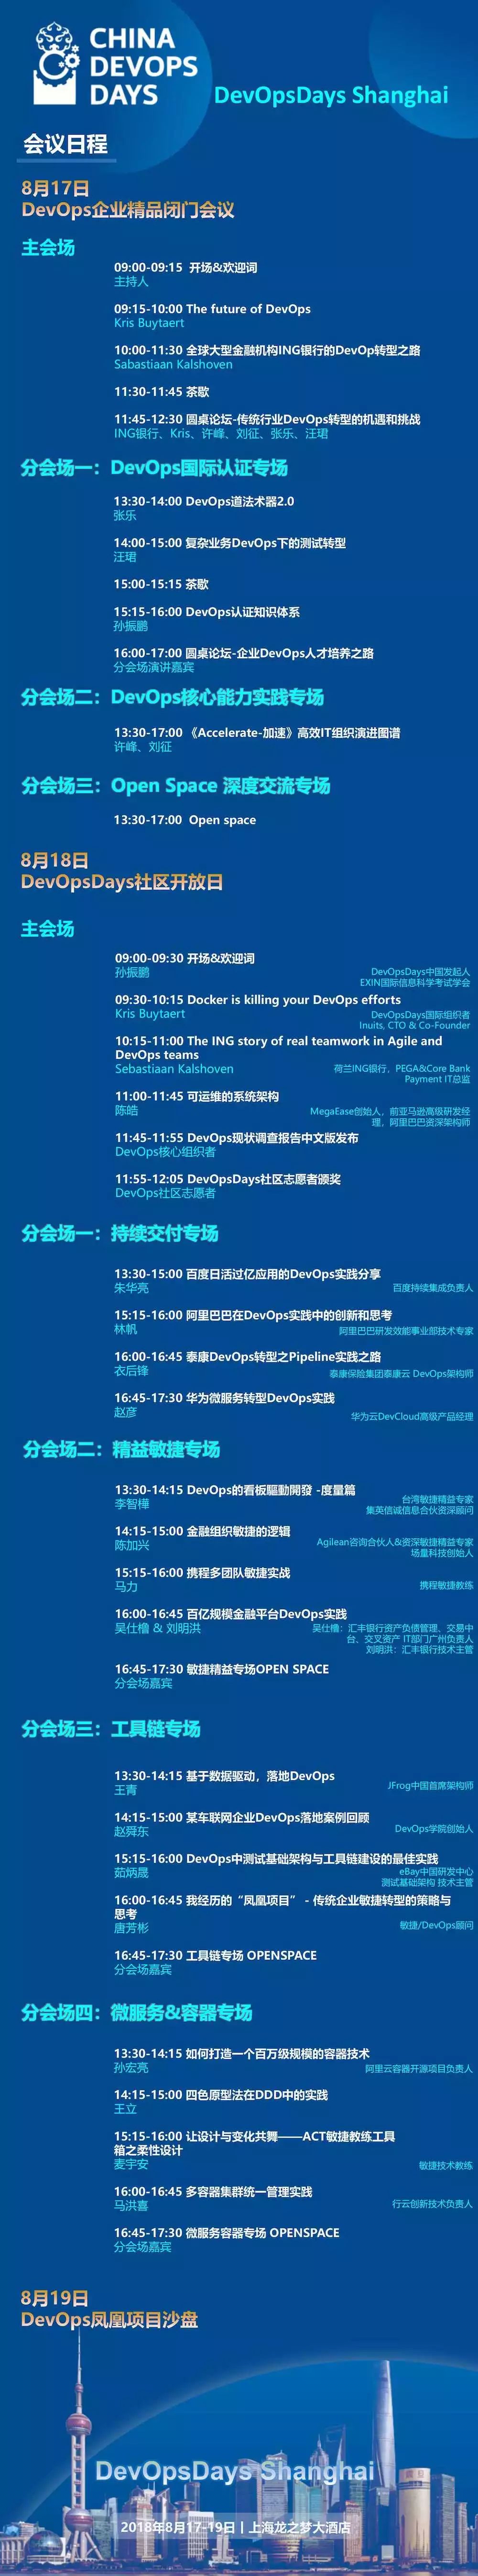 CHINA
DEVOPS
DAYS
DevOpsDays Shanghai
会议日程
8月17日
DevOps企业精品闭门会议
主会场
09:00-09:15 开场&欢迎词
主持人
09:15-10:00 The future of DevOps
Kris Buytaert
10:00-11:30 全球大型金融机构ING银行的DevOp转型之路
Sabastiaan Kalshoven
11:30-11:45 茶歇
11:45-12:30 圆桌论坛-传统行业DevOps转型的机遇和挑战
ING银行、Kris、许峰、刘征、张乐、汪珺
分会场一：DevOps国际认证专场
13:30-14:00 DevOps道法术器2.0
张乐
14:00-15:00 复杂业务DevOps下的测试转型
汪珺
15:00-15:15 茶歇
15:15-16:00 DevOps认证知识体系
孙振鹏
16:00-17:00 圆桌论坛-企业DevOps人才培养之路
分会场演讲嘉宾
分会场二：DevOps核心能力实践专场
13:30-17:00 《Accelerate-加速》高效IT组织演进图谱
许峰、刘征
分会场三：Open Space 深度交流专场
13:30-17:00 Open space
8月18日
DevOpsDays社区开放日
主会场
09:00-09:30 开场&欢迎词
孙振鹏
DevOpsDays中国发起人
EXIN国际信息科学考试学会
09:30-10:15 Docker is killing your DevOps efforts
Kris Buytaert
DevOpsDays国际组织者
Inuits, CTO & Co-Founder
10:15-11:00 The ING story of real teamwork in Agile and
DevOps teams
Sebastiaan Kalshoven
荷兰ING银行，PEGA&Core Bank
Payment IT总监
11:00-11:45 可运维的系统架构
陈皓
MegaEase创始人，前亚马逊高级研发经
理，阿里巴巴资深架构师
11:45-11:55 DevOps现状调查报告中文版发布
DevOps核心组织者
11:55-12:05 DevOpsDays社区志愿者颁奖
DevOps社区志愿者
分会场一：持续交付专场
13:30-15:00 百度日活过亿应用的DevOps实践分享
朱华亮
百度持续集成负责人
15:15-16:00 阿里巴巴在DevOps实践中的创新和思考
林帆
阿里巴巴研发效能事业部技术专家
16:00-16:45 泰康DevOps转型之Pipeline实践之路
衣后锋
泰康保险集团泰康云 DevOps架构师
16:45-17:30 华为微服务转型DevOps实践
赵彦
华为云DevCloud高级产品经理
分会场二：精益敏捷专场
13:30-14:15 DevOps的看板驅動開發 -度量篇
李智樺
台湾敏捷精益专家
集英信诚信息合伙资深顾问
14:15-15:00 金融组织敏捷的逻辑
陈加兴
Agilean咨询合伙人&资深敏捷精益专家
场量科技创始人
15:15-16:00 携程多团队敏捷实战
马力
携程敏捷教练
16:00-16:45 百亿规模金融平台DevOps实践
吴仕橹 & 刘明洪
吴仕橹：汇丰银行资产负债管理、交易中
台、交叉资产 IT部门广州负责人
刘明洪：汇丰银行技术主管
16:45-17:30 敏捷精益专场OPEN SPACE
分会场嘉宾
分会场三：工具链专场
13:30-14:15 基于数据驱动，落地DevOps
王青
JFrog中国首席架构师
14:15-15:00 某车联网企业DevOps落地案例回顾
赵舜东
DevOps学院创始人
15:15-16:00 DevOps中测试基础架构与工具链建设的最佳实践
茹炳晟
eBay中国研发中心
测试基础架构 技术主管
16:00-16:45 我经历的“凤凰项目” - 传统企业敏捷转型的策略与
思考
唐芳彬
敏捷/DevOps顾问
16:45-17:30 工具链专场 OPENSPACE
分会场嘉宾
分会场四：微服务&容器专场
13:30-14:15 如何打造一个百万级规模的容器技术
孙宏亮
阿里云容器开源项目负责人
14:15-15:00 四色原型法在DDD中的实践
王立
15:15-16:00 让设计与变化共舞——ACT敏捷教练工具
箱之柔性设计
麦宇安
敏捷技术教练
16:00-16:45 多容器集群统一管理实践
马洪喜
行云创新技术负责人
16:45-17:30 微服务容器专场 OPENSPACE
分会场嘉宾
8月19日
DevOps凤凰项目沙盘
DevOpsDays Shanghai
2018年8月17-19日丨上海龙之梦大酒店